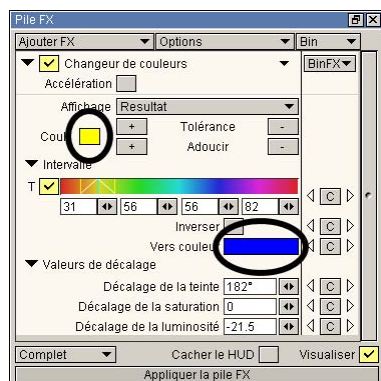 Pile FX
Ajouter FX Options Bin
Changeur de couleurs BinFX
Accélération
Affichage Resultat
Coul + Tolérance -
+ Adoucir -
Intervalle
T
31 56 56 82 C
Inverser
Vers couleur C
Valeurs de décalage
Décalage de la teinte 182° C
Décalage de la saturation 0 C
Décalage de la luminosité -21.5 C
Complet Cacher le HUD Visualiser
Appliquer la pile FX